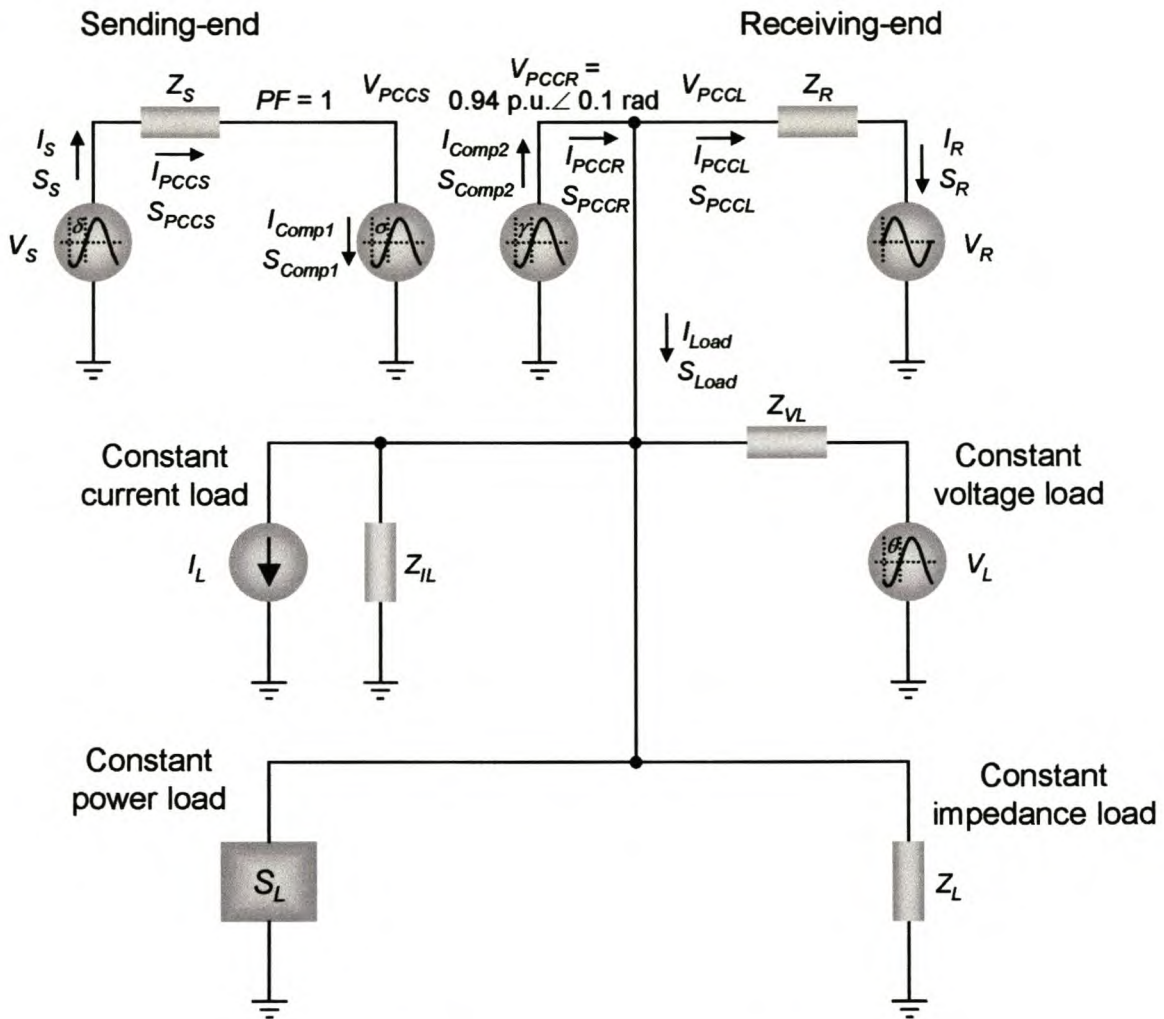 Sending-end
Receiving-end
Z_S
PF = 1
V_PCCS
V_PCCR =
0.94 p.u.∠ 0.1 rad
V_PCCL
Z_R
I_S
S_S
I_PCCS
S_PCCS
I_Comp2
S_Comp2
I_PCCR
S_PCCR
I_PCCL
S_PCCL
I_R
S_R
V_S
δ
I_Comp1
S_Comp1
σ
γ
V_R
I_Load
S_Load
Z_VL
Constant
current load
Constant
voltage load
I_L
Z_IL
θ
V_L
Constant
power load
Constant
impedance load
S_L
Z_L